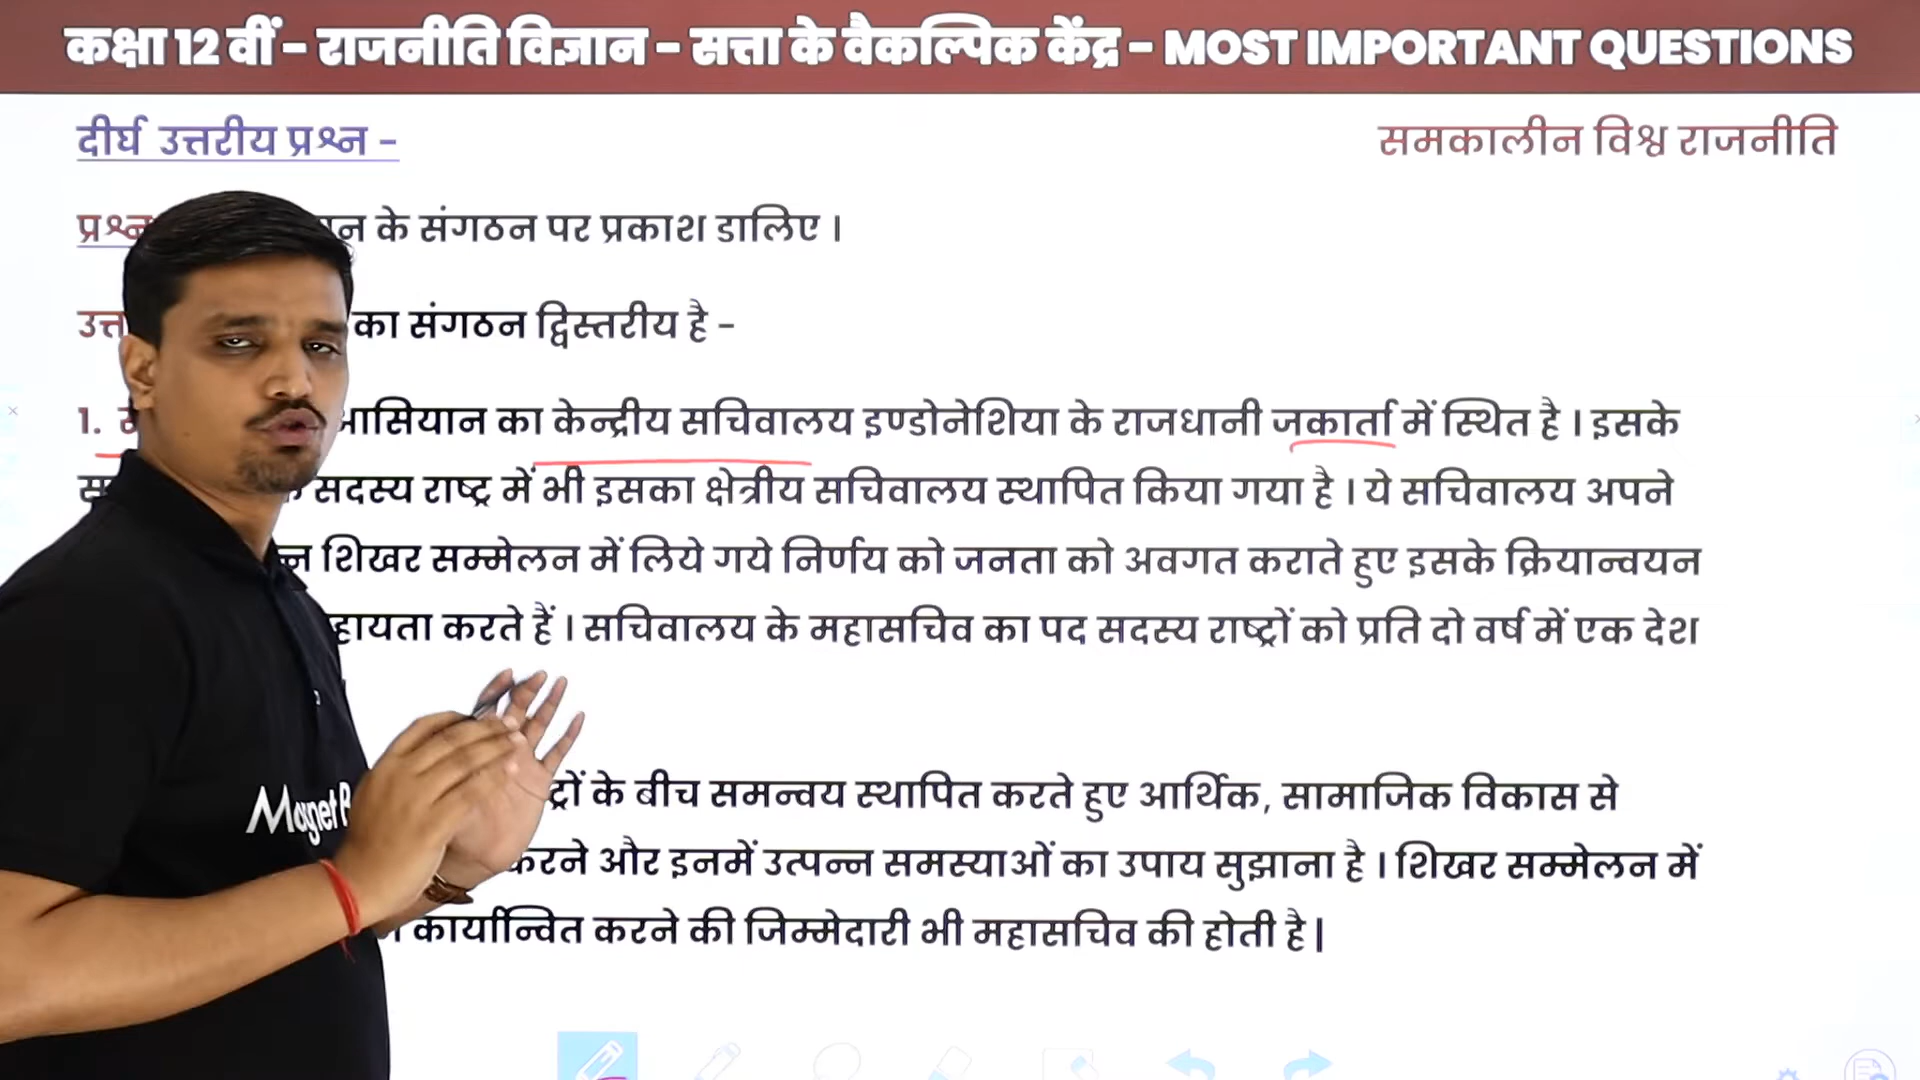 कक्षा 12 वीं - राजनीति विज्ञान - सत्ता के वैकल्पिक केंद्र - MOST IMPORTANT QUESTIONS
दीर्घ उत्तरीय प्रश्न -
समकालीन विश्व राजनीति
के संगठन पर प्रकाश डालिए ।
का संगठन द्विस्तरीय है -
1. आसियान का केन्द्रीय सचिवालय इण्डोनेशिया के राजधानी जकार्ता में स्थित है । इसके
सदस्य राष्ट्र में भी इसका क्षेत्रीय सचिवालय स्थापित किया गया है । ये सचिवालय अपने
शिखर सम्मेलन में लिये गये निर्णय को जनता को अवगत कराते हुए इसके क्रियान्वयन
करते हैं । सचिवालय के महासचिव का पद सदस्य राष्ट्रों को प्रति दो वर्ष में एक देश
के बीच समन्वय स्थापित करते हुए आर्थिक, सामाजिक विकास से
करने और इनमें उत्पन्न समस्याओं का उपाय सुझाना है । शिखर सम्मेलन में
कार्यान्वित करने की जिम्मेदारी भी महासचिव की होती है |
Magnet